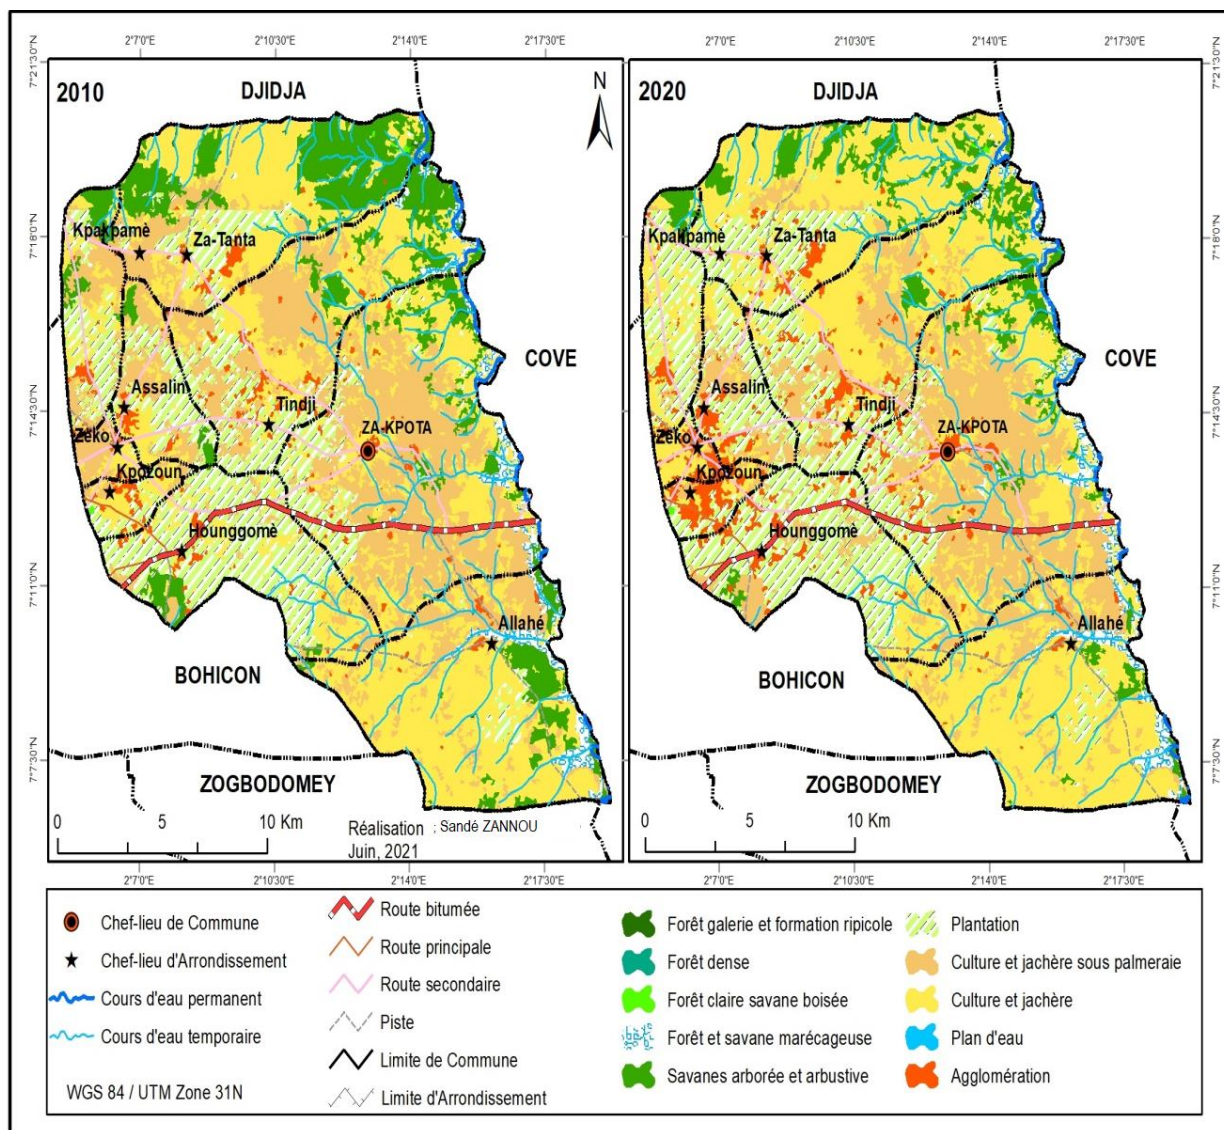 2°7'0"E 2°10'30"E 2°14'0"E 2°17'30"E 2°7'0"E 2°10'30"E 2°14'0"E 2°17'30"E
7°21'30"N
7°18'0"N
7°14'30"N
7°11'0"N
7°7'30"N
2010
DJIDJA
N
Kpakpamè
Za-Tanta
COVE
Assalin
Tindji
Zèko
ZA-KPOTA
Kpozoun
Hounggomè
Allahé
BOHICON
ZOGBODOMEY
0 5 10 Km
Réalisation ; Sandé ZANNOU
Juin, 2021
2020
DJIDJA
Kpakpamè
Za-Tanta
COVE
Assalin
Tindji
Zèko
ZA-KPOTA
Kpozoun
Hounggomè
Allahé
BOHICON
ZOGBODOMEY
0 5 10 Km
7°21'30"N
7°18'0"N
7°14'30"N
7°11'0"N
7°7'30"N
2°7'0"E 2°10'30"E 2°14'0"E 2°17'30"E 2°7'0"E 2°10'30"E 2°14'0"E 2°17'30"E
Chef-lieu de Commune
Chef-lieu d'Arrondissement
Cours d'eau permanent
Cours d'eau temporaire
WGS 84 / UTM Zone 31N
Route bitumée
Route principale
Route secondaire
Piste
Limite de Commune
Limite d'Arrondissement
Forêt galerie et formation ripicole
Forêt dense
Forêt claire savane boisée
Forêt et savane marécageuse
Savanes arborée et arbustive
Plantation
Culture et jachère sous palmeraie
Culture et jachère
Plan d'eau
Agglomération